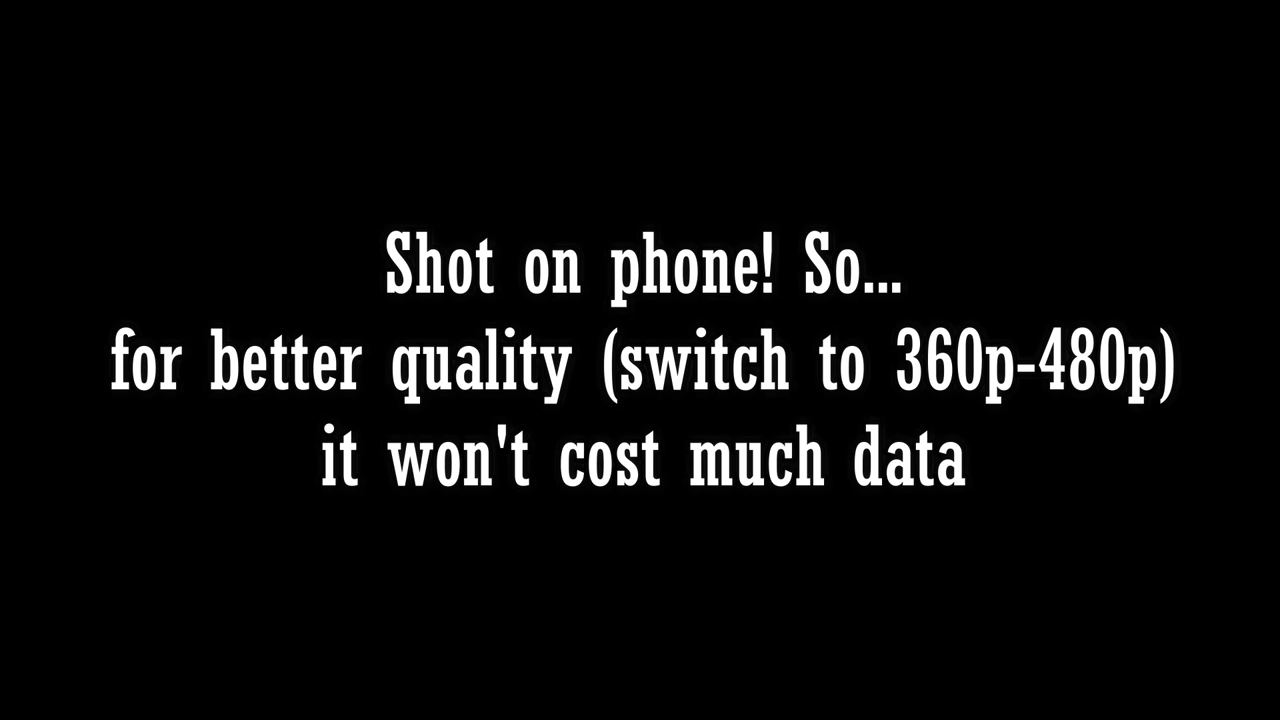 Shot on phone! So...
for better quality (switch to 360p-480p)
it won't cost much data